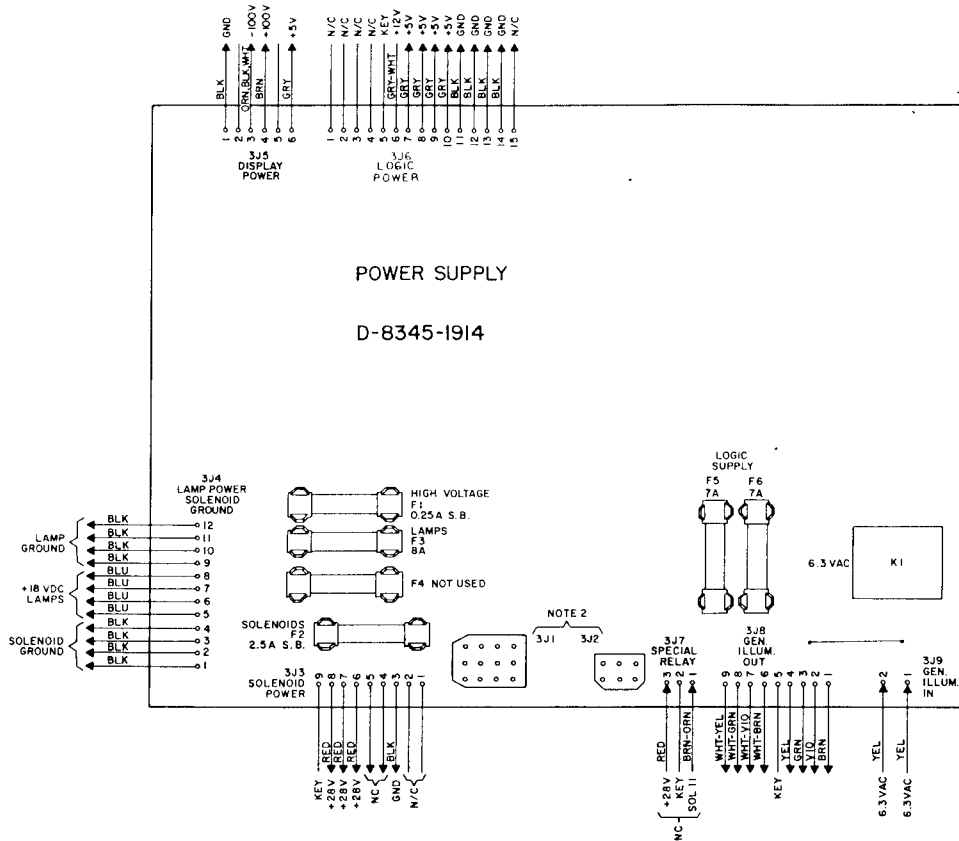 GND
-100V
+100V
+5V
N/C
N/C
N/C
N/C
KEY
+12V
+5V
+5V
+5V
+5V
GND
GND
GND
GND
N/C
BLK
ORN,BLK,WHT
BRN
GRY
GRY-WHT
GRY
GRY
GRY
GRY
BLK
BLK
BLK
BLK
1
2
3
4
5
6
1
2
3
4
5
6
7
8
9
10
11
12
13
14
15
3J5
DISPLAY
POWER
3J6
LOGIC
POWER
POWER SUPPLY
D-8345-1914
3J4
LAMP POWER
SOLENOID
GROUND
LAMP
GROUND
BLK 12
BLK 11
BLK 10
BLK 9
+18 VDC
LAMPS
BLU 8
BLU 7
BLU 6
BLU 5
SOLENOID
GROUND
BLK 4
BLK 3
BLK 2
BLK 1
HIGH VOLTAGE
F1
0.25A S.B.
LAMPS
F3
8A
F4 NOT USED
SOLENOIDS
F2
2.5A S.B.
LOGIC
SUPPLY
F5 F6
7A 7A
6.3 VAC
K1
NOTE 2
3J1 3J2
3J3
SOLENOID
POWER
9
8
7
6
5
4
3
2
1
RED
RED
RED
BLK
KEY
+28V
+28V
+28V
NC
GND
N/C
3J7
SPECIAL
RELAY
3
2
1
RED
BRN-ORN
+28V
KEY
SOL 11
NC
3J8
GEN.
ILLUM.
OUT
9
8
7
6
5
4
3
2
1
WHT-YEL
WHT-GRN
WHT-VIO
WHT-BRN
YEL
GRN
VIO
BRN
KEY
3J9
GEN.
ILLUM.
IN
2
1
YEL
YEL
6.3 VAC
6.3 VAC